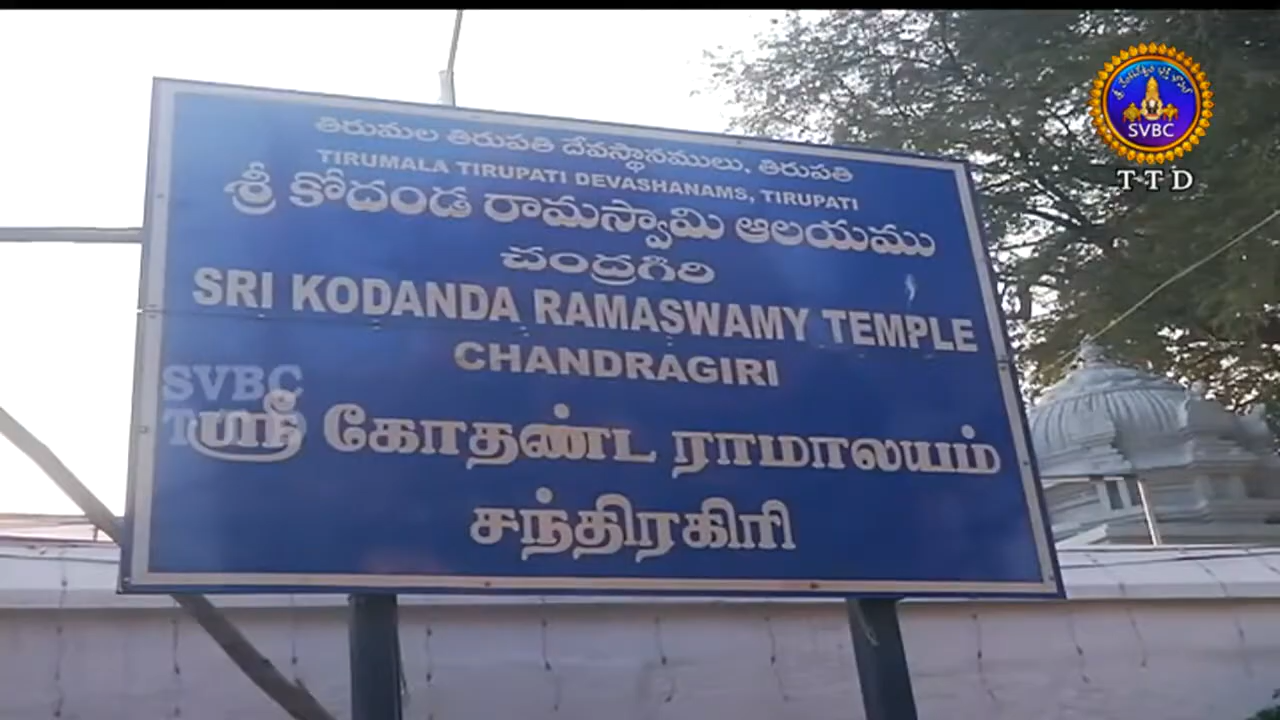 తిరుమల తిరుపతి దేవస్థానములు, తిరుపతి
TIRUMALA TIRUPATI DEVASHANAMS, TIRUPATI
శ్రీ కోదండ రామస్వామి ఆలయము
చంద్రగిరి
SRI KODANDA RAMASWAMY TEMPLE
CHANDRAGIRI
ஸ்ரீ கோதண்ட ராமாலயம்
சந்திரகிரி
SVBC
SVBC
TTD